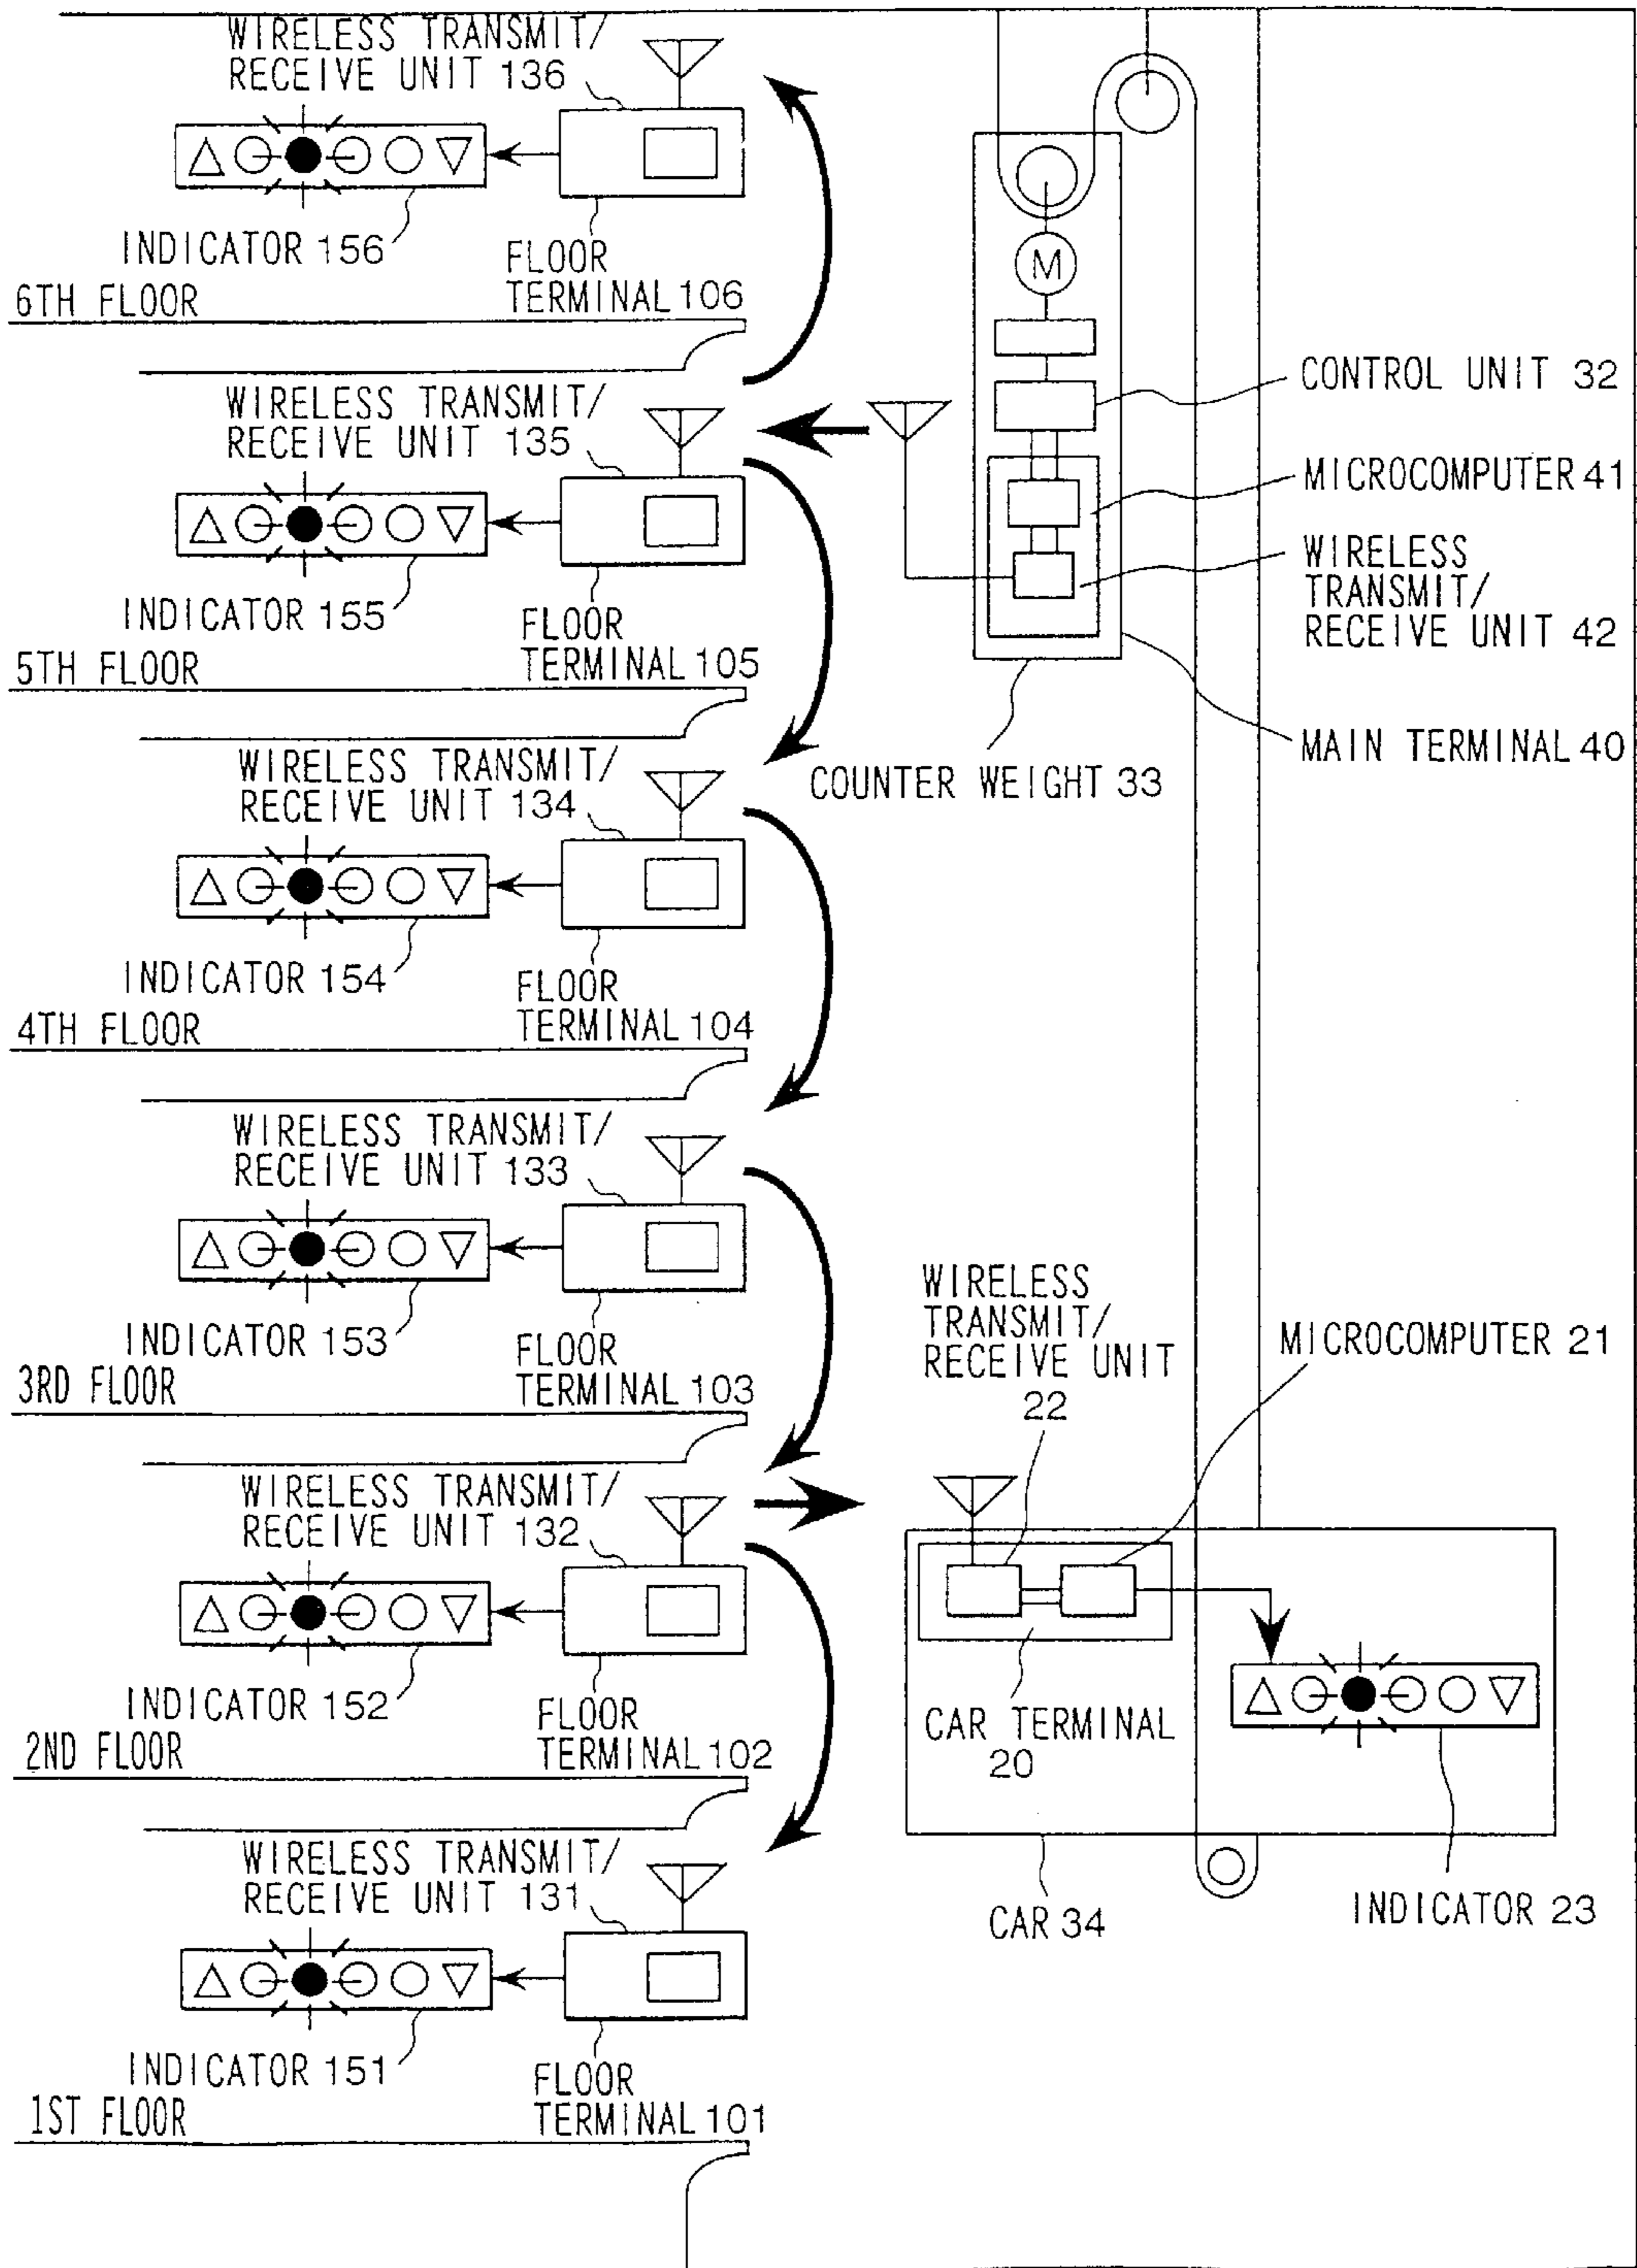 WIRELESS TRANSMIT/
RECEIVE UNIT 136
INDICATOR 156
FLOOR
TERMINAL 106
6TH FLOOR
WIRELESS TRANSMIT/
RECEIVE UNIT 135
INDICATOR 155
FLOOR
TERMINAL 105
5TH FLOOR
WIRELESS TRANSMIT/
RECEIVE UNIT 134
INDICATOR 154
FLOOR
TERMINAL 104
4TH FLOOR
WIRELESS TRANSMIT/
RECEIVE UNIT 133
INDICATOR 153
FLOOR
TERMINAL 103
3RD FLOOR
WIRELESS TRANSMIT/
RECEIVE UNIT 132
INDICATOR 152
FLOOR
TERMINAL 102
2ND FLOOR
WIRELESS TRANSMIT/
RECEIVE UNIT 131
INDICATOR 151
FLOOR
TERMINAL 101
1ST FLOOR
M
CONTROL UNIT 32
MICROCOMPUTER 41
WIRELESS
TRANSMIT/
RECEIVE UNIT 42
MAIN TERMINAL 40
COUNTER WEIGHT 33
WIRELESS
TRANSMIT/
RECEIVE UNIT
22
MICROCOMPUTER 21
CAR TERMINAL
20
CAR 34
INDICATOR 23